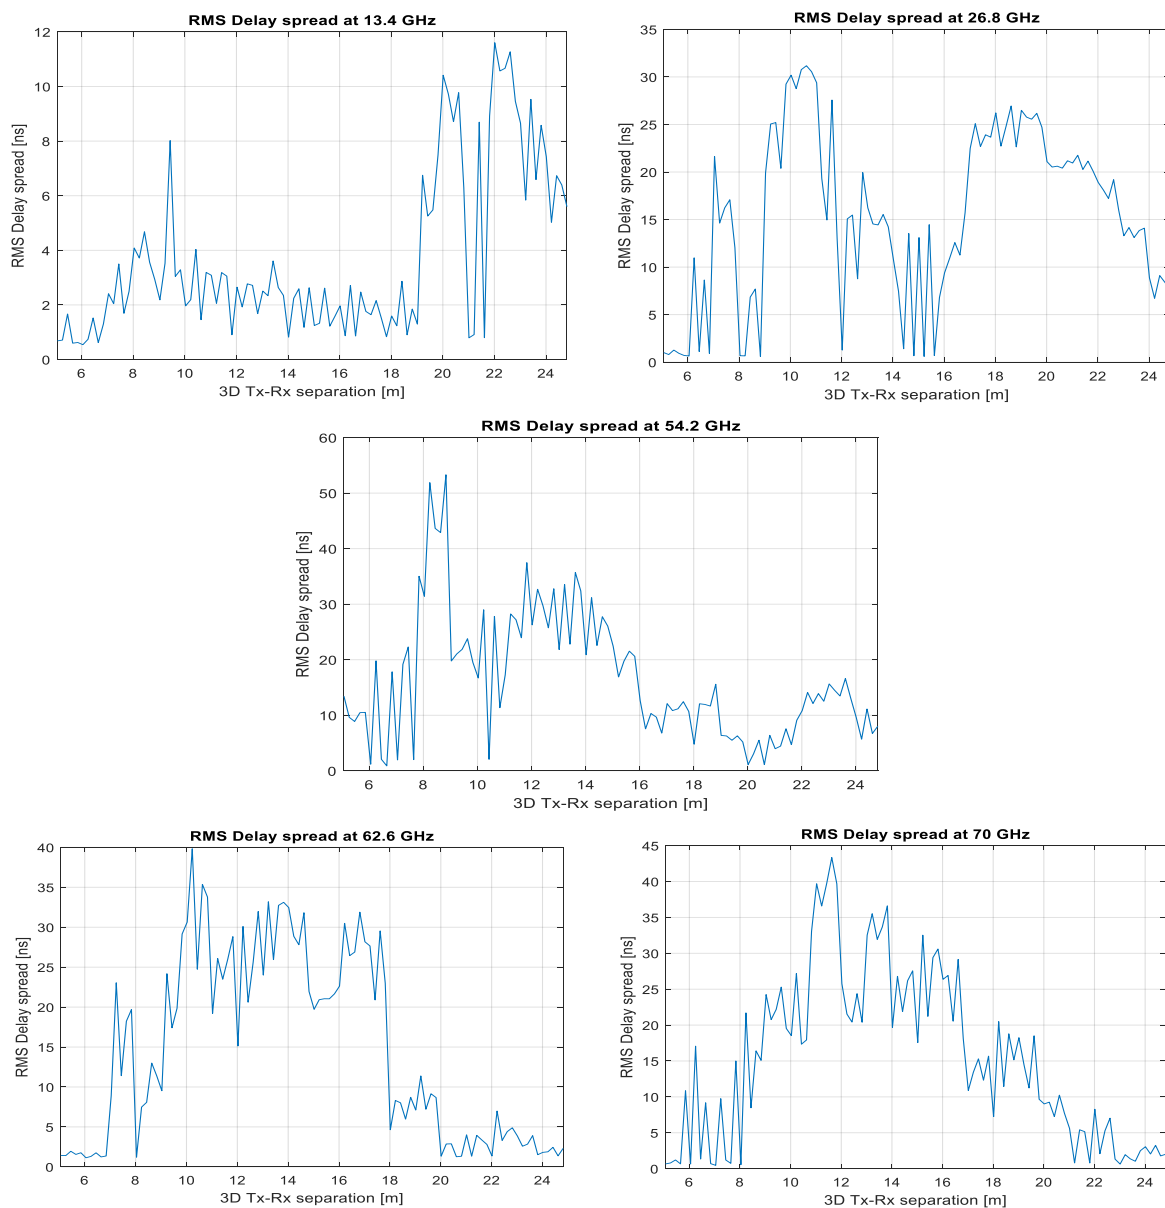 RMS Delay spread at 13.4 GHz
RMS Delay spread [ns]
12
10
8
6
4
2
0
6 8 10 12 14 16 18 20 22 24
3D Tx-Rx separation [m]
RMS Delay spread at 26.8 GHz
RMS Delay spread [ns]
35
30
25
20
15
10
5
0
6 8 10 12 14 16 18 20 22 24
3D Tx-Rx separation [m]
RMS Delay spread at 54.2 GHz
RMS Delay spread [ns]
60
50
40
30
20
10
0
6 8 10 12 14 16 18 20 22 24
3D Tx-Rx separation [m]
RMS Delay spread at 62.6 GHz
RMS Delay spread [ns]
40
35
30
25
20
15
10
5
0
6 8 10 12 14 16 18 20 22 24
3D Tx-Rx separation [m]
RMS Delay spread at 70 GHz
RMS Delay spread [ns]
45
40
35
30
25
20
15
10
5
0
6 8 10 12 14 16 18 20 22 24
3D Tx-Rx separation [m]